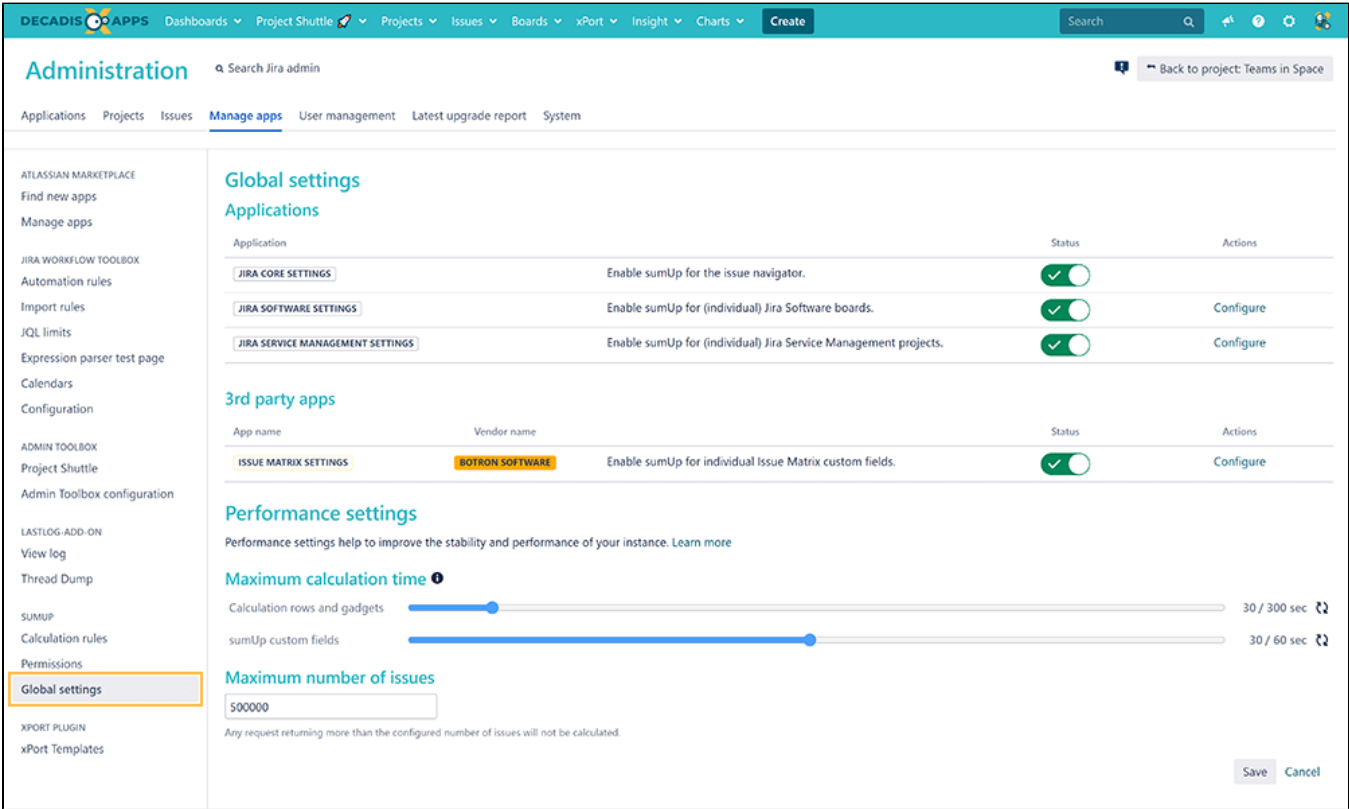 DECADIS APPS Dashboards Project Shuttle 🚀 Projects Issues Boards xPort Insight Charts Create Search
Administration Search Jira admin Back to project: Teams in Space
Applications Projects Issues Manage apps User management Latest upgrade report System
ATLASSIAN MARKETPLACE
Find new apps
Manage apps
JIRA WORKFLOW TOOLBOX
Automation rules
Import rules
JQL limits
Expression parser test page
Calendars
Configuration
ADMIN TOOLBOX
Project Shuttle
Admin Toolbox configuration
LASTLOG-ADD-ON
View log
Thread Dump
SUMUP
Calculation rules
Permissions
Global settings
XPORT PLUGIN
xPort Templates
Global settings
Applications
Application Status Actions
JIRA CORE SETTINGS Enable sumUp for the issue navigator.
JIRA SOFTWARE SETTINGS Enable sumUp for (individual) Jira Software boards. Configure
JIRA SERVICE MANAGEMENT SETTINGS Enable sumUp for (individual) Jira Service Management projects. Configure
3rd party apps
App name Vendor name Status Actions
ISSUE MATRIX SETTINGS BOTRON SOFTWARE Enable sumUp for individual Issue Matrix custom fields. Configure
Performance settings
Performance settings help to improve the stability and performance of your instance. Learn more
Maximum calculation time
Calculation rows and gadgets 30 / 300 sec
sumUp custom fields 30 / 60 sec
Maximum number of issues
500000
Any request returning more than the configured number of issues will not be calculated.
Save Cancel